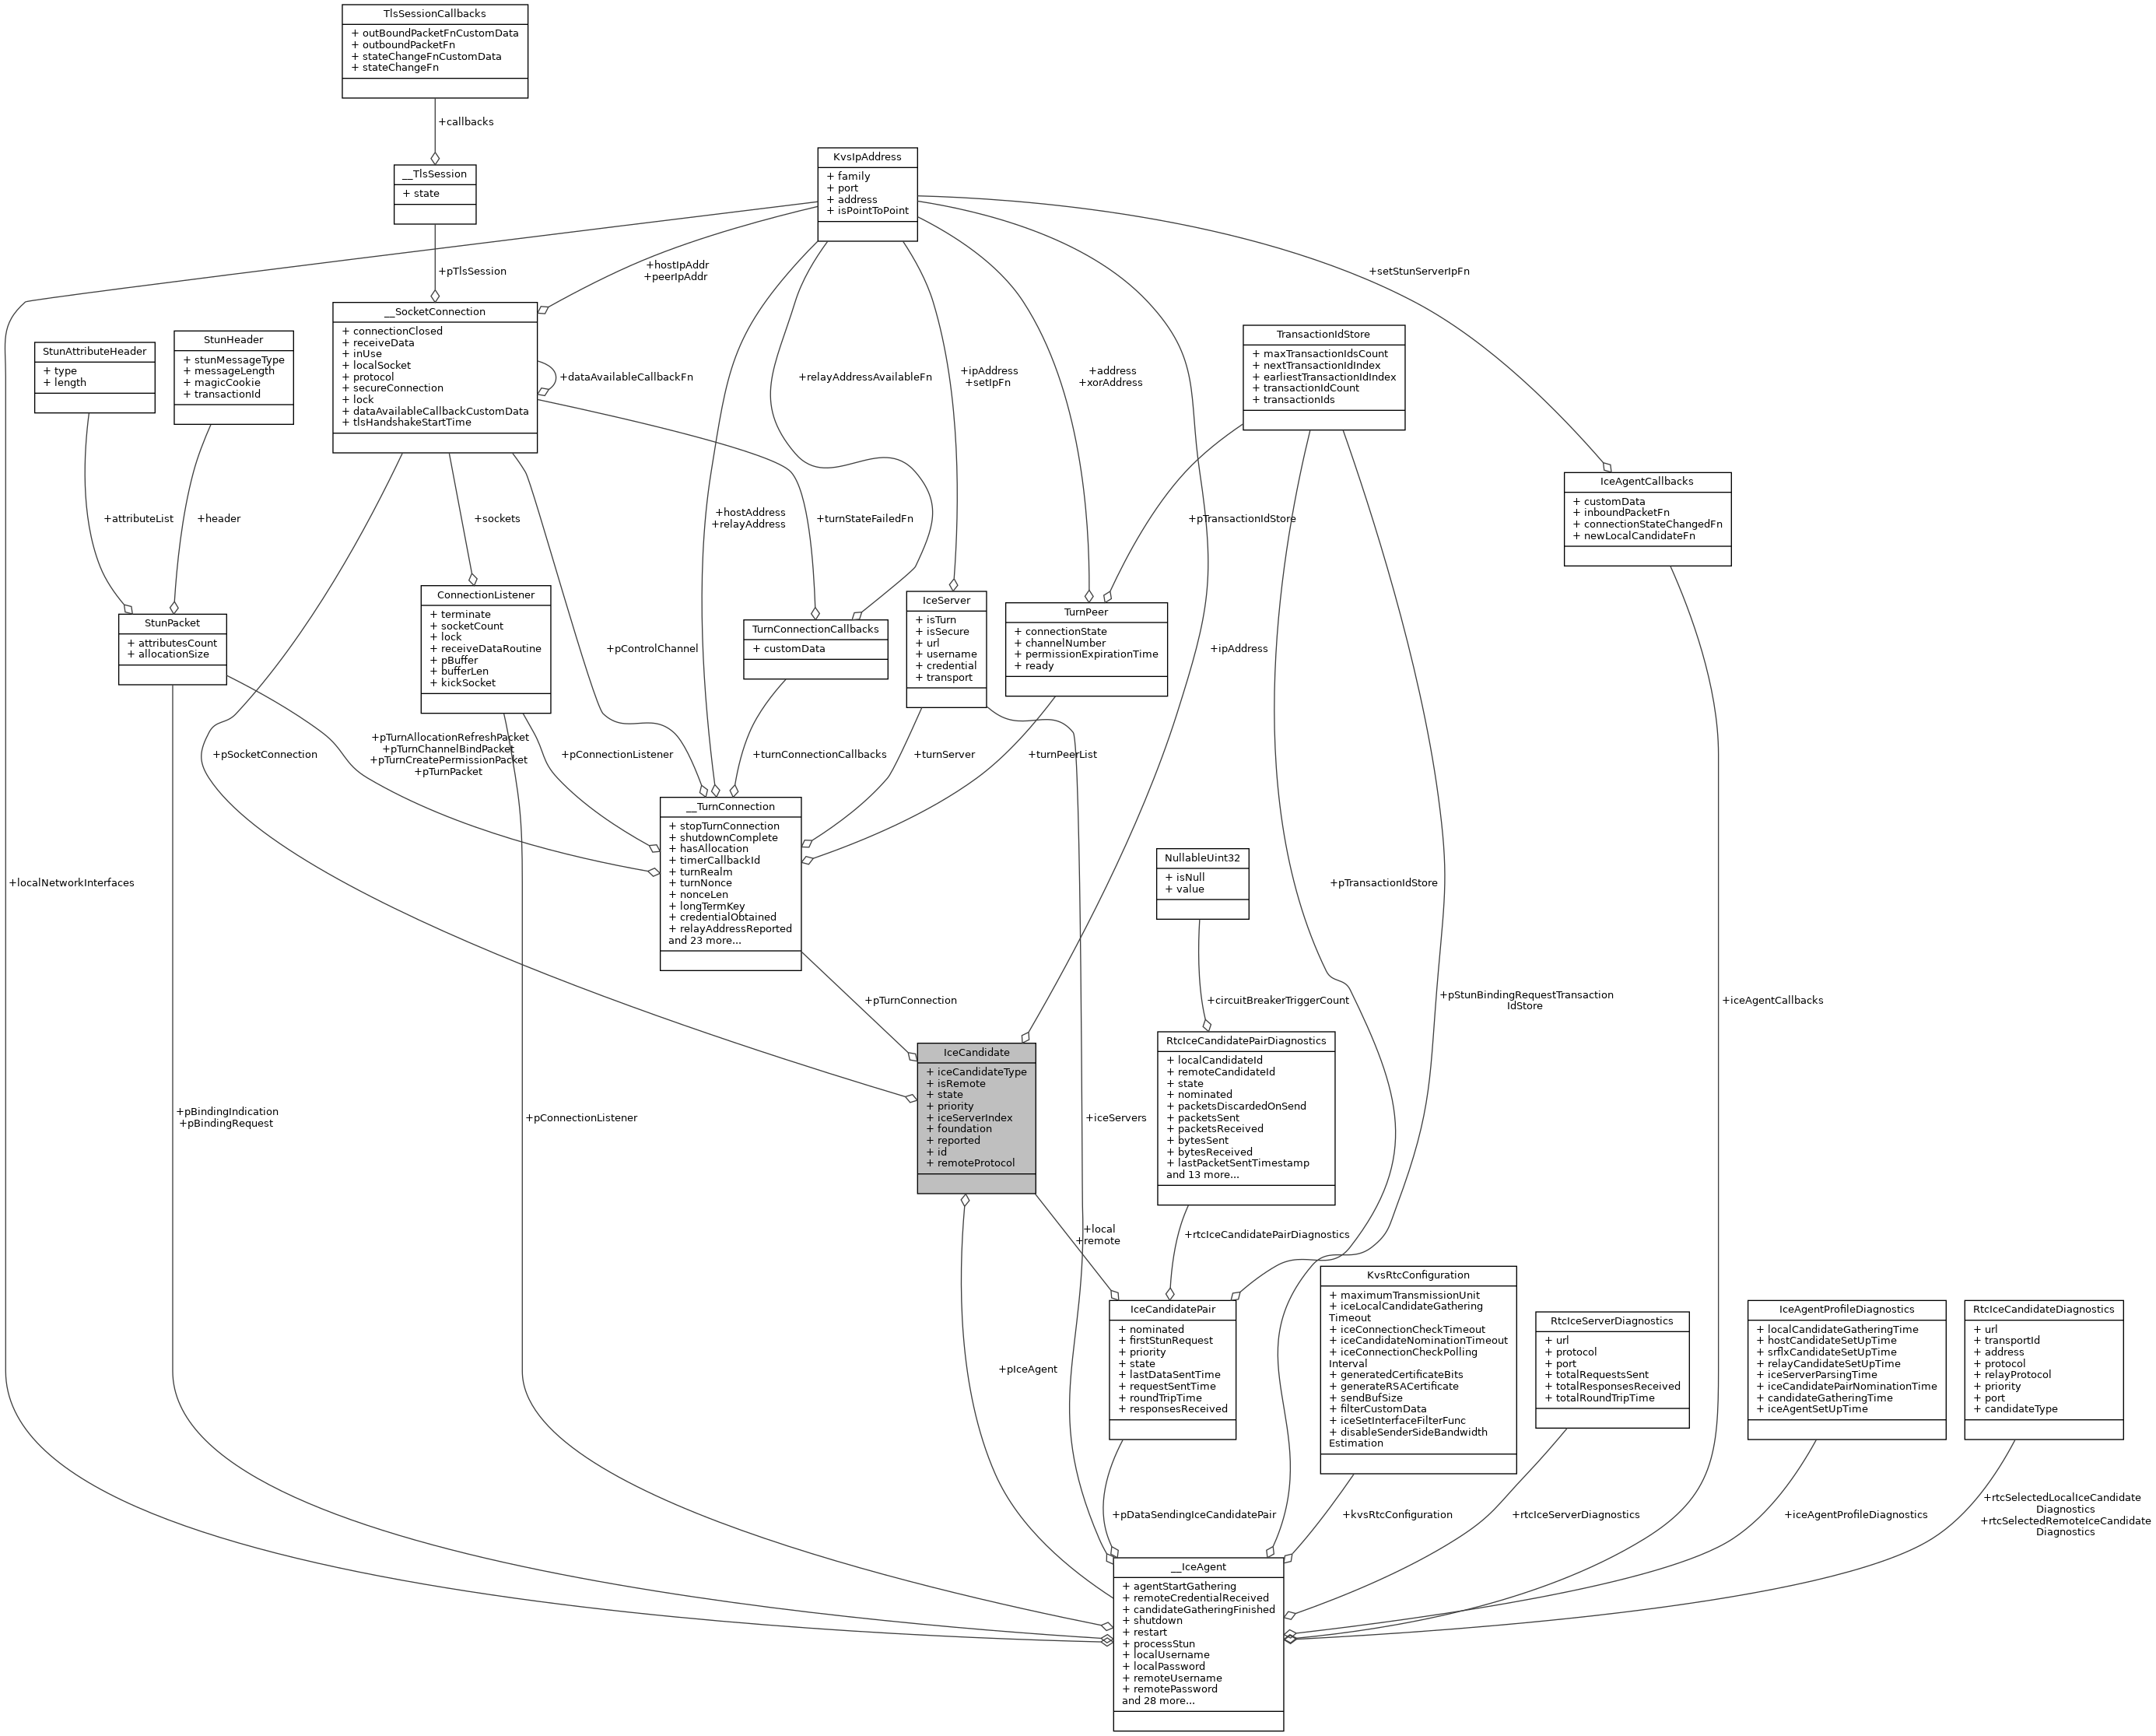 TlsSessionCallbacks
+ outBoundPacketFnCustomData
+ outboundPacketFn
+ stateChangeFnCustomData
+ stateChangeFn
+callbacks
__TlsSession
+ state
+pTlsSession
KvsIpAddress
+ family
+ port
+ address
+ isPointToPoint
+hostIpAddr
+peerIpAddr
+setStunServerIpFn
__SocketConnection
+ connectionClosed
+ receiveData
+ inUse
+ localSocket
+ protocol
+ secureConnection
+ lock
+ dataAvailableCallbackCustomData
+ tlsHandshakeStartTime
+dataAvailableCallbackFn
+relayAddressAvailableFn
+ipAddress
+setIpFn
+address
+xorAddress
StunAttributeHeader
+ type
+ length
StunHeader
+ stunMessageType
+ messageLength
+ magicCookie
+ transactionId
TransactionIdStore
+ maxTransactionIdsCount
+ nextTransactionIdIndex
+ earliestTransactionIdIndex
+ transactionIdCount
+ transactionIds
IceAgentCallbacks
+ customData
+ inboundPacketFn
+ connectionStateChangedFn
+ newLocalCandidateFn
+attributeList
+header
+sockets
+hostAddress
+relayAddress
+turnStateFailedFn
+pTransactionIdStore
StunPacket
+ attributesCount
+ allocationSize
ConnectionListener
+ terminate
+ socketCount
+ lock
+ receiveDataRoutine
+ pBuffer
+ bufferLen
+ kickSocket
+pControlChannel
TurnConnectionCallbacks
+ customData
IceServer
+ isTurn
+ isSecure
+ url
+ username
+ credential
+ transport
TurnPeer
+ connectionState
+ channelNumber
+ permissionExpirationTime
+ ready
+ipAddress
+pSocketConnection
+pTurnAllocationRefreshPacket
+pTurnChannelBindPacket
+pTurnCreatePermissionPacket
+pTurnPacket
+pConnectionListener
+turnConnectionCallbacks
+turnServer
+turnPeerList
__TurnConnection
+ stopTurnConnection
+ shutdownComplete
+ hasAllocation
+ timerCallbackId
+ turnRealm
+ turnNonce
+ nonceLen
+ longTermKey
+ credentialObtained
+ relayAddressReported
and 23 more...
+localNetworkInterfaces
NullableUint32
+ isNull
+ value
+pTransactionIdStore
+pTurnConnection
+circuitBreakerTriggerCount
+pStunBindingRequestTransaction
IdStore
+iceAgentCallbacks
IceCandidate
+ iceCandidateType
+ isRemote
+ state
+ priority
+ iceServerIndex
+ foundation
+ reported
+ id
+ remoteProtocol
RtcIceCandidatePairDiagnostics
+ localCandidateId
+ remoteCandidateId
+ state
+ nominated
+ packetsDiscardedOnSend
+ packetsSent
+ packetsReceived
+ bytesSent
+ bytesReceived
+ lastPacketSentTimestamp
and 13 more...
+pBindingIndication
+pBindingRequest
+pConnectionListener
+iceServers
+local
+remote
+rtcIceCandidatePairDiagnostics
+pIceAgent
IceCandidatePair
+ nominated
+ firstStunRequest
+ priority
+ state
+ lastDataSentTime
+ requestSentTime
+ roundTripTime
+ responsesReceived
KvsRtcConfiguration
+ maximumTransmissionUnit
+ iceLocalCandidateGathering
Timeout
+ iceConnectionCheckTimeout
+ iceCandidateNominationTimeout
+ iceConnectionCheckPolling
Interval
+ generatedCertificateBits
+ generateRSACertificate
+ sendBufSize
+ filterCustomData
+ iceSetInterfaceFilterFunc
+ disableSenderSideBandwidth
Estimation
RtcIceServerDiagnostics
+ url
+ protocol
+ port
+ totalRequestsSent
+ totalResponsesReceived
+ totalRoundTripTime
IceAgentProfileDiagnostics
+ localCandidateGatheringTime
+ hostCandidateSetUpTime
+ srflxCandidateSetUpTime
+ relayCandidateSetUpTime
+ iceServerParsingTime
+ iceCandidatePairNominationTime
+ candidateGatheringTime
+ iceAgentSetUpTime
RtcIceCandidateDiagnostics
+ url
+ transportId
+ address
+ protocol
+ relayProtocol
+ priority
+ port
+ candidateType
+pDataSendingIceCandidatePair
+kvsRtcConfiguration
+rtcIceServerDiagnostics
+iceAgentProfileDiagnostics
+rtcSelectedLocalIceCandidate
Diagnostics
+rtcSelectedRemoteIceCandidate
Diagnostics
__IceAgent
+ agentStartGathering
+ remoteCredentialReceived
+ candidateGatheringFinished
+ shutdown
+ restart
+ processStun
+ localUsername
+ localPassword
+ remoteUsername
+ remotePassword
and 28 more...